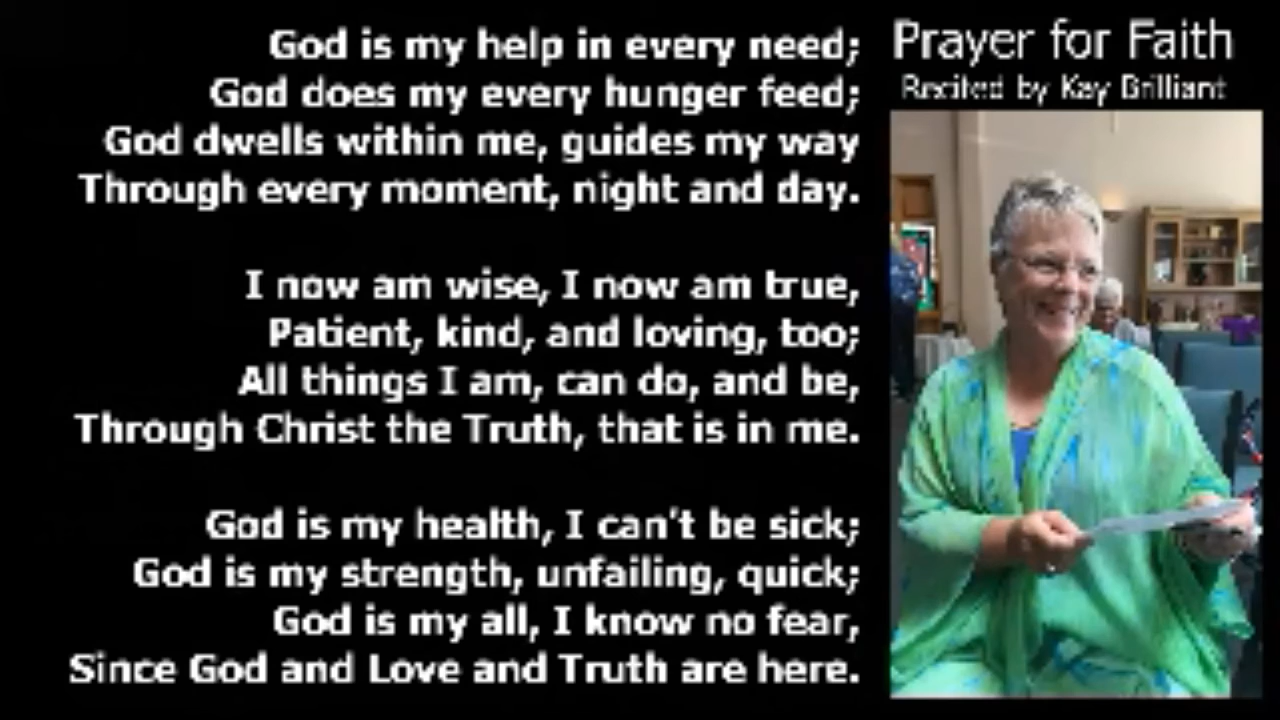 God is my help in every need;
God does my every hunger feed;
God dwells within me, guides my way
Through every moment, night and day.
I now am wise, I now am true,
Patient, kind, and loving, too;
All things I am, can do, and be,
Through Christ the Truth, that is in me.
God is my health, I can't be sick;
God is my strength, unfailing, quick;
God is my all, I know no fear,
Since God and Love and Truth are here.
Prayer for Faith
Recited by Kay Brilliant